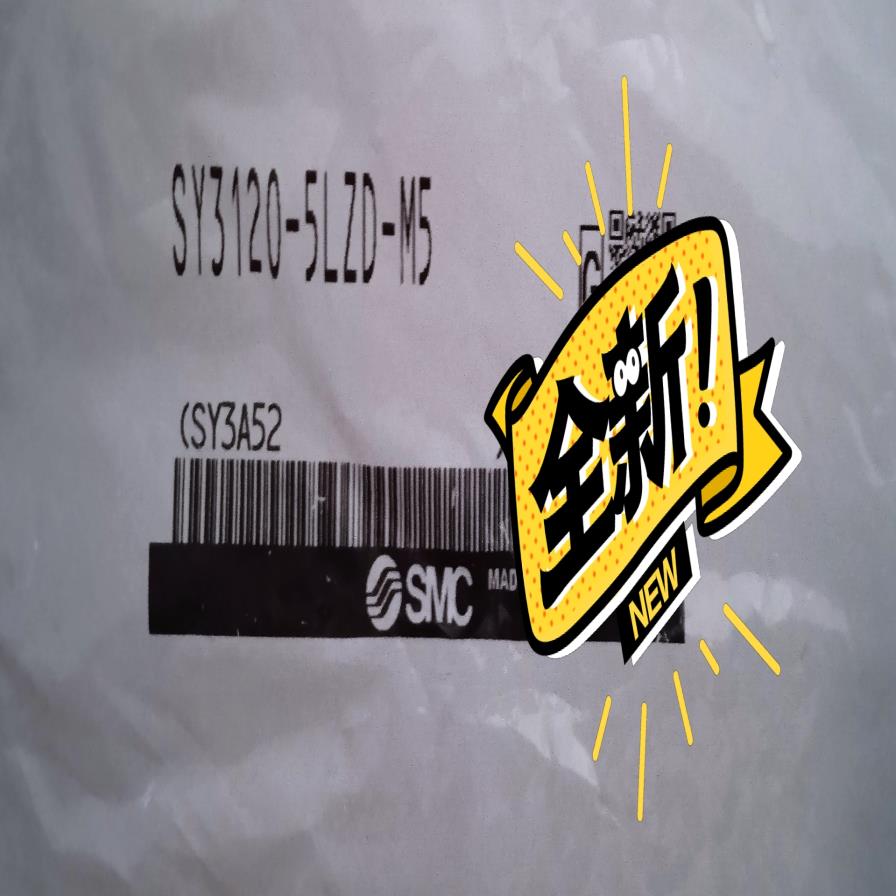 SY3120-5LZD-M5
G
(SY3A52
SMC
MAD
全新!
NEW